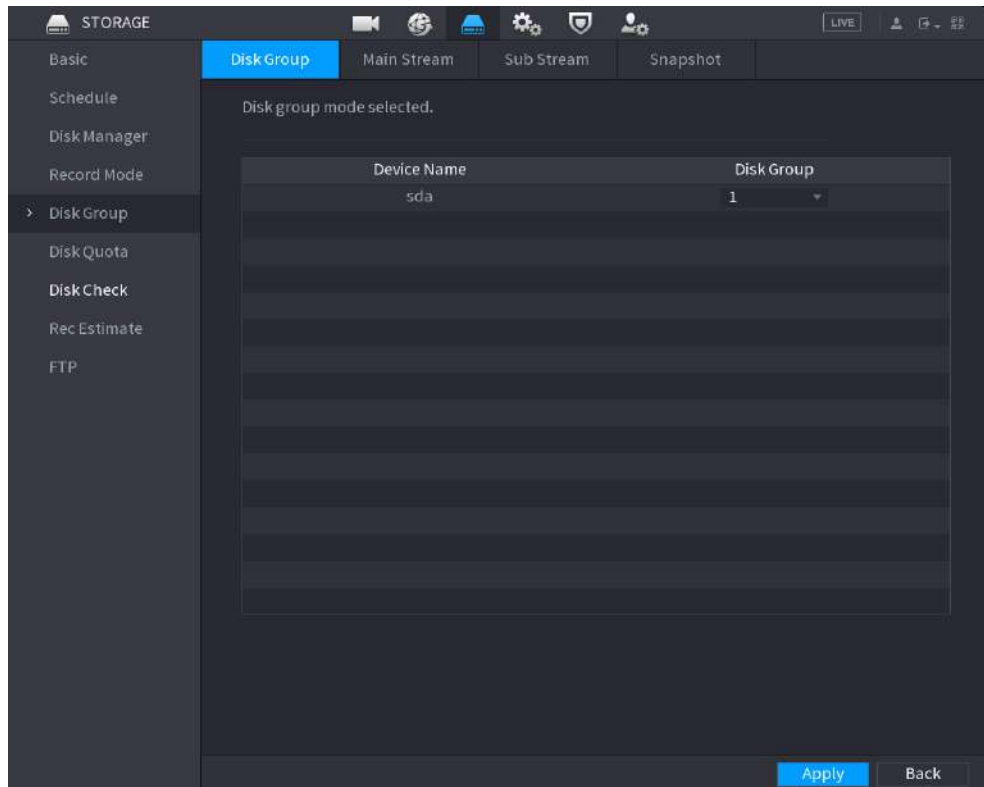 STORAGE
LIVE
Basic
Disk Group Main Stream Sub Stream Snapshot
Schedule
Disk group mode selected.
Disk Manager
Record Mode
Device Name Disk Group
sda 1
Disk Group
Disk Quota
Disk Check
Rec Estimate
FTP
Apply Back